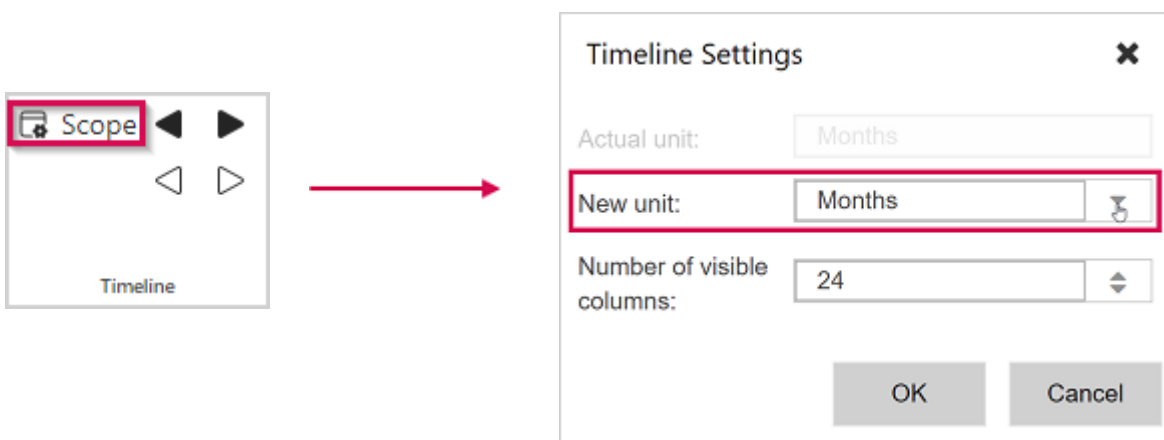 Scope
Timeline
Timeline Settings
Actual unit: Months
New unit: Months
Number of visible
columns: 24
OK Cancel